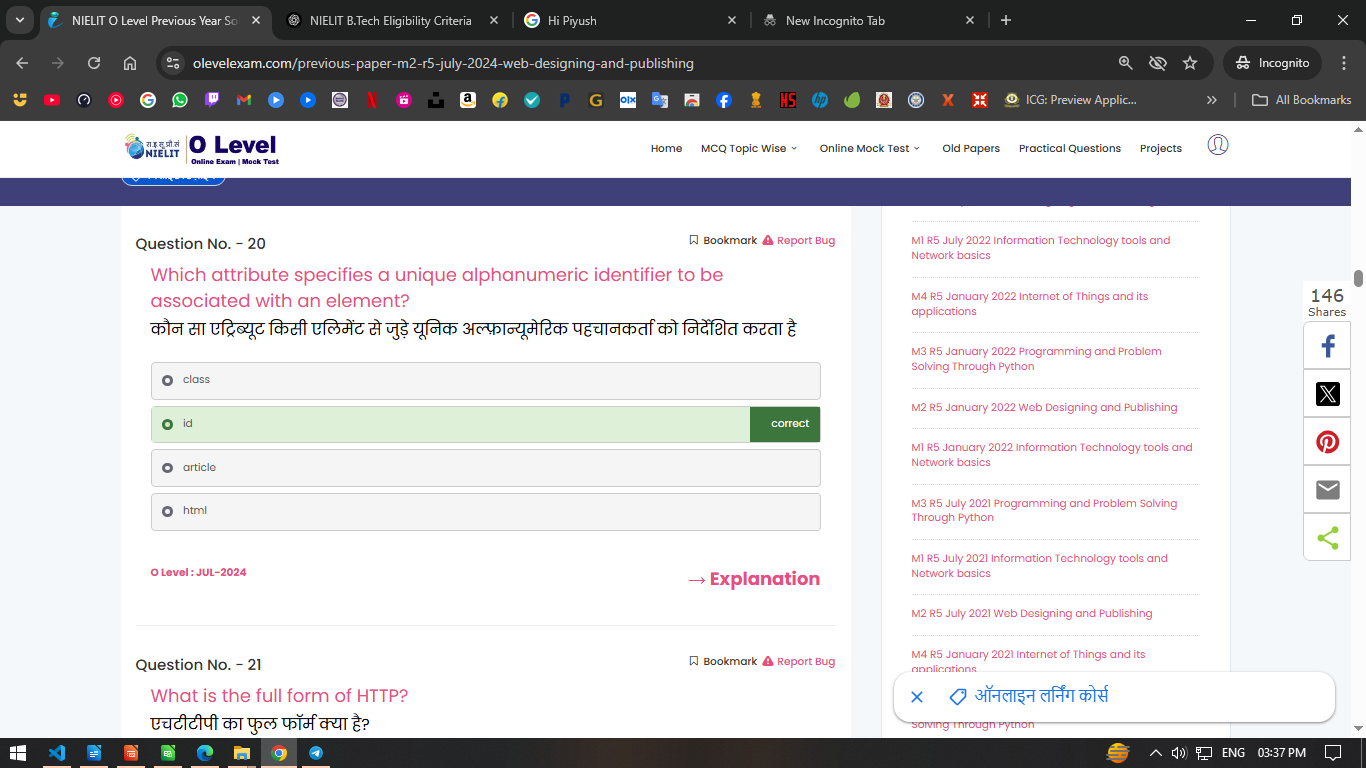 NIELIT O Level Previous Year So
NIELIT B.Tech Eligibility Criteria
Hi Piyush
New Incognito Tab
olevelexam.com/previous-paper-m2-r5-july-2024-web-designing-and-publishing
Incognito
ICG: Preview Applic...
All Bookmarks
रा.इ.सू.प्रौ.सं
NIELIT
O Level
Online Exam | Mock Test
Home
MCQ Topic Wise
Online Mock Test
Old Papers
Practical Questions
Projects
Question No. - 20
Bookmark
Report Bug
Which attribute specifies a unique alphanumeric identifier to be
associated with an element?
कौन सा एट्रिब्यूट किसी एलिमेंट से जुड़े यूनिक अल्फान्यूमेरिक पहचानकर्ता को निर्देशित करता है
class
id
correct
article
html
O Level : JUL-2024
→ Explanation
Question No. - 21
Bookmark
Report Bug
What is the full form of HTTP?
एचटीटीपी का फुल फॉर्म क्या है?
M1 R5 July 2022 Information Technology tools and
Network basics
M4 R5 January 2022 Internet of Things and its
applications
M3 R5 January 2022 Programming and Problem
Solving Through Python
M2 R5 January 2022 Web Designing and Publishing
M1 R5 January 2022 Information Technology tools and
Network basics
M3 R5 July 2021 Programming and Problem Solving
Through Python
M1 R5 July 2021 Information Technology tools and
Network basics
M2 R5 July 2021 Web Designing and Publishing
M4 R5 January 2021 Internet of Things and its
applications
Solving Through Python
146
Shares
ऑनलाइन लर्निंग कोर्स
ENG
03:37 PM